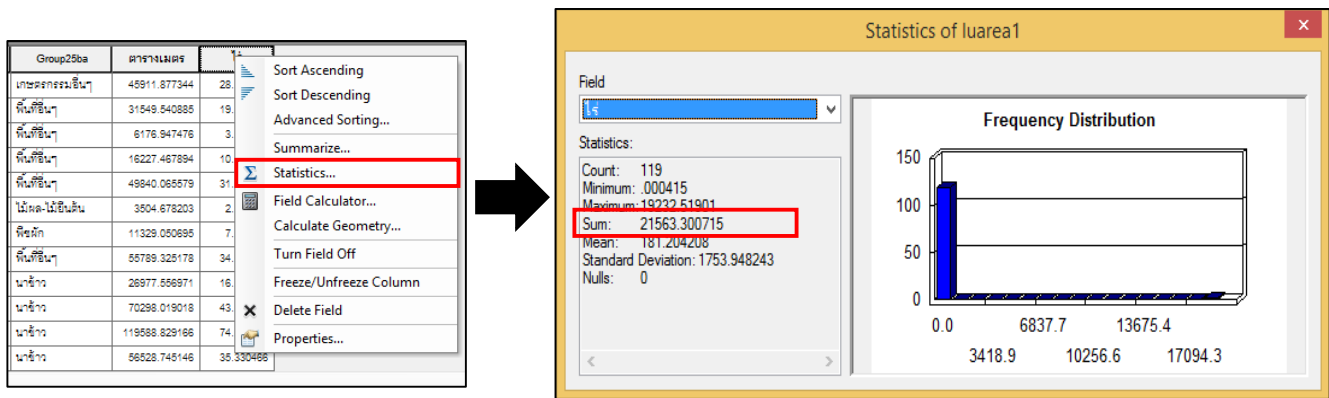 Group25ba ตารางเมตร ไร่
เกษตรกรรมอื่นๆ 45911.877344 28.
พื้นที่อื่นๆ 31549.540885 19.
พื้นที่อื่นๆ 6176.947476 3.
พื้นที่อื่นๆ 16227.467894 10.
พื้นที่อื่นๆ 49840.065579 31.
ไม้ผล-ไม้ยืนต้น 3504.678203 2.
พืชผัก 11329.050695 7.
พื้นที่อื่นๆ 55789.325178 34.
นาข้าว 26977.556971 16.
นาข้าว 70298.019018 43.
นาข้าว 119588.829166 74.
นาข้าว 56528.745146 35.330466
Sort Ascending
Sort Descending
Advanced Sorting...
Summarize...
Σ Statistics...
Field Calculator...
Calculate Geometry...
Turn Field Off
Freeze/Unfreeze Column
Delete Field
Properties...
Statistics of luarea1
Field
ไร่
Statistics:
Count: 119
Minimum: .000415
Maximum: 19232.51901
Sum: 21563.300715
Mean: 181.204208
Standard Deviation: 1753.948243
Nulls: 0
Frequency Distribution
150
100
50
0
0.0 6837.7 13675.4
3418.9 10256.6 17094.3